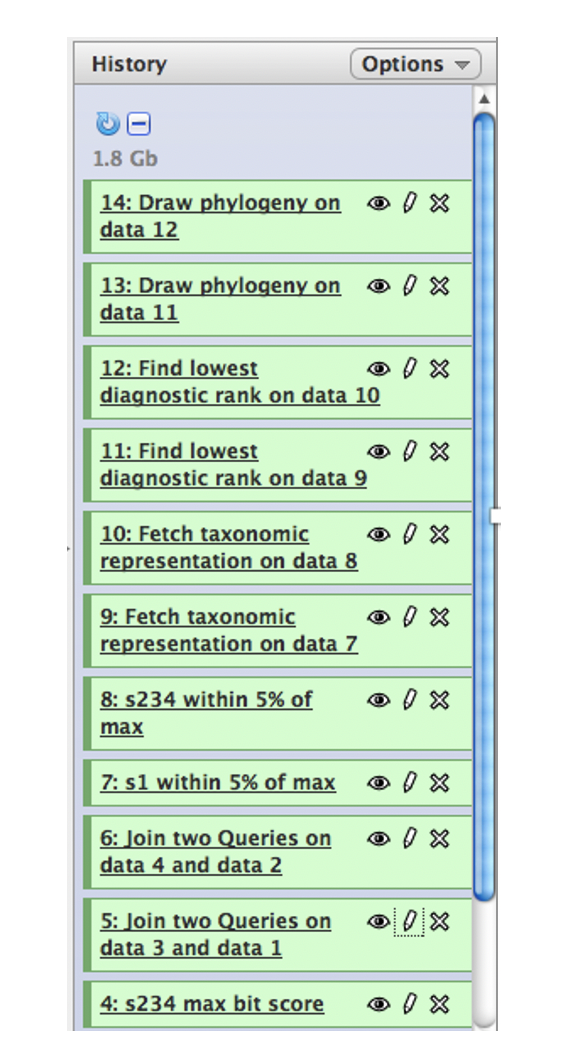 History
Options
1.8 Gb
14: Draw phylogeny on
data 12
13: Draw phylogeny on
data 11
12: Find lowest
diagnostic rank on data 10
11: Find lowest
diagnostic rank on data 9
10: Fetch taxonomic
representation on data 8
9: Fetch taxonomic
representation on data 7
8: s234 within 5% of
max
7: s1 within 5% of max
6: Join two Queries on
data 4 and data 2
5: Join two Queries on
data 3 and data 1
4: s234 max bit score